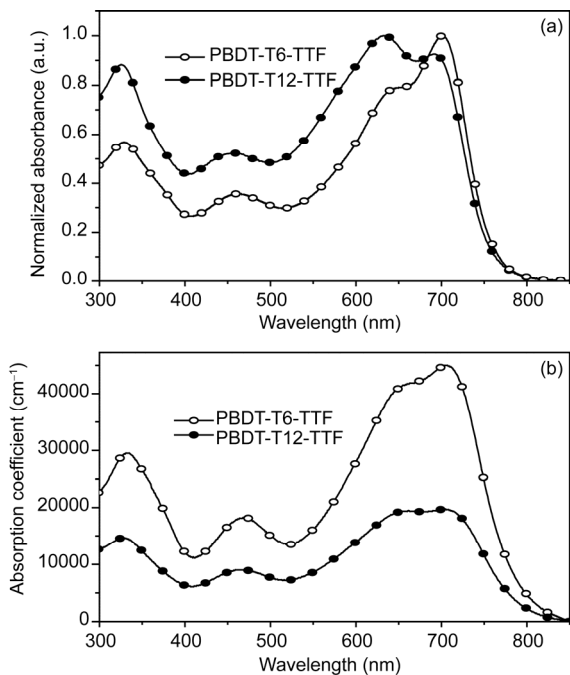 (a)
PBDT-T6-TTF
PBDT-T12-TTF
Normalized absorbance (a.u.)
1.0
0.8
0.6
0.4
0.2
0.0
300 400 500 600 700 800
Wavelength (nm)
(b)
PBDT-T6-TTF
PBDT-T12-TTF
Absorption coefficient (cm⁻¹)
40000
30000
20000
10000
0
300 400 500 600 700 800
Wavelength (nm)